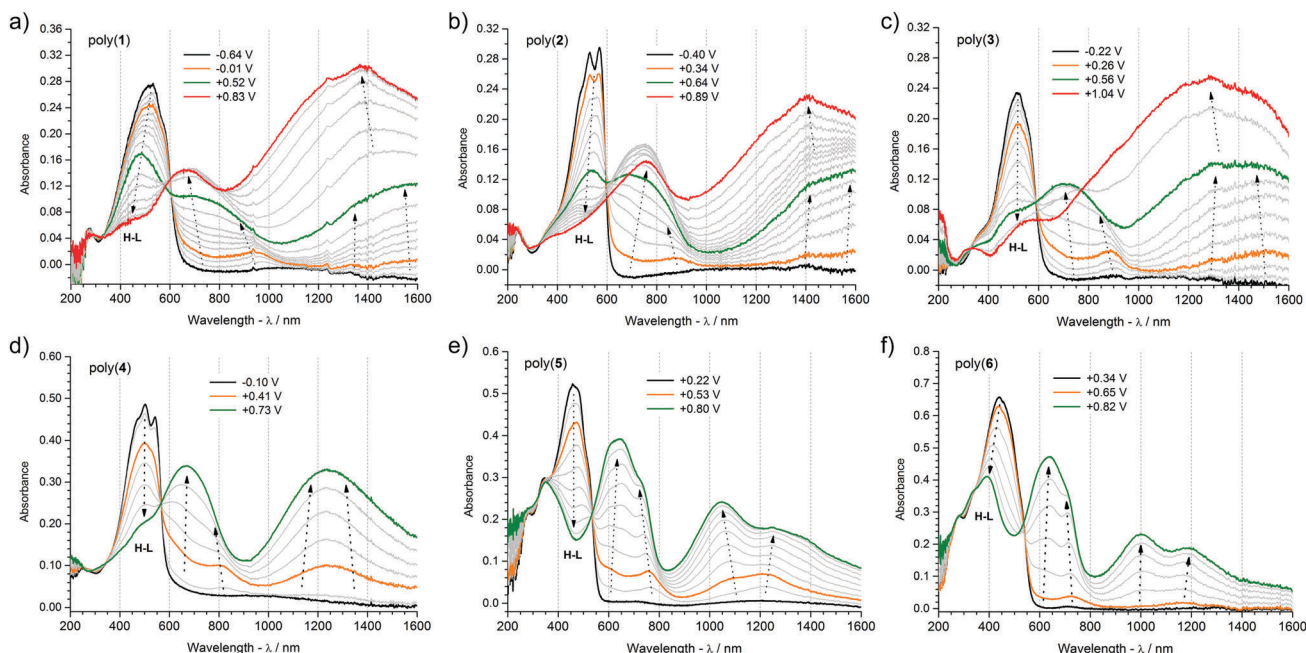 a)
poly(1)
-0.64 V
-0.01 V
+0.52 V
+0.83 V
H-L
Absorbance
0.36
0.32
0.28
0.24
0.20
0.16
0.12
0.08
0.04
0.00
200 400 600 800 1000 1200 1400 1600
Wavelength - λ / nm
b)
poly(2)
-0.40 V
+0.34 V
+0.64 V
+0.89 V
H-L
Absorbance
0.32
0.28
0.24
0.20
0.16
0.12
0.08
0.04
0.00
200 400 600 800 1000 1200 1400 1600
Wavelength - λ / nm
c)
poly(3)
-0.22 V
+0.26 V
+0.56 V
+1.04 V
H-L
Absorbance
0.32
0.28
0.24
0.20
0.16
0.12
0.08
0.04
0.00
200 400 600 800 1000 1200 1400 1600
Wavelength - λ / nm
d)
poly(4)
-0.10 V
+0.41 V
+0.73 V
H-L
Absorbance
0.60
0.50
0.40
0.30
0.20
0.10
0.00
200 400 600 800 1000 1200 1400 1600
Wavelength - λ / nm
e)
poly(5)
+0.22 V
+0.53 V
+0.80 V
H-L
Absorbance
0.6
0.5
0.4
0.3
0.2
0.1
0.0
200 400 600 800 1000 1200 1400 1600
Wavelength - λ / nm
f)
poly(6)
+0.34 V
+0.65 V
+0.82 V
H-L
Absorbance
0.8
0.7
0.6
0.5
0.4
0.3
0.2
0.1
0.0
200 400 600 800 1000 1200 1400 1600
Wavelength - λ / nm